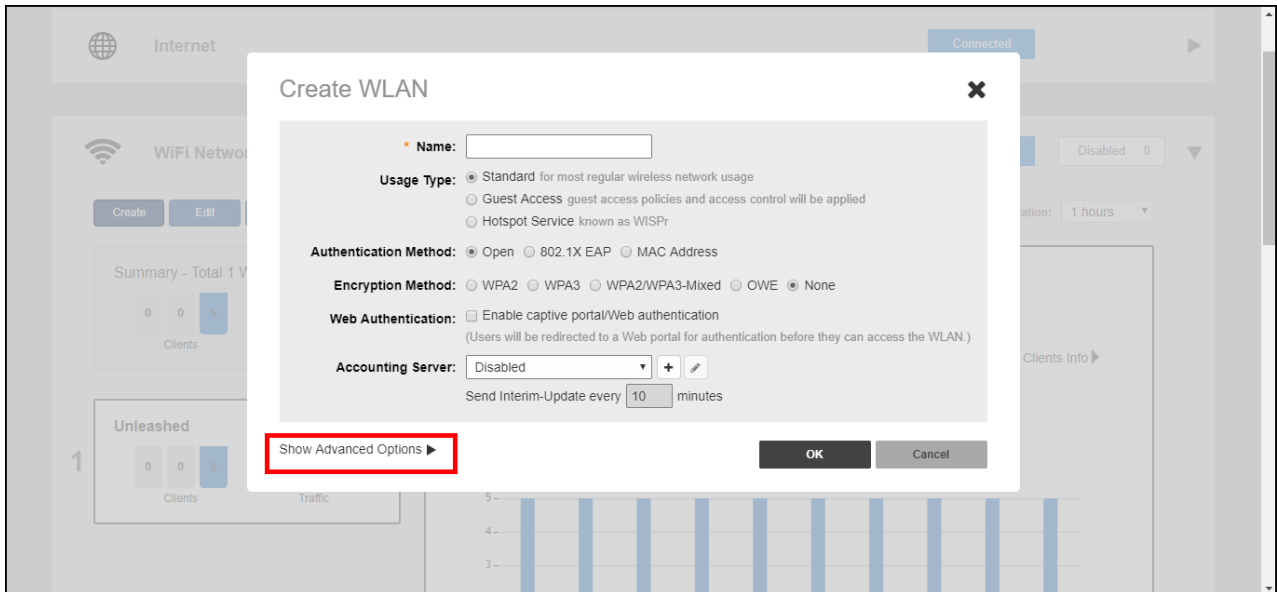 Internet
Connected
Create WLAN
* Name:
Usage Type: Standard for most regular wireless network usage
Guest Access guest access policies and access control will be applied
Hotspot Service known as WISPr
Authentication Method: Open 802.1X EAP MAC Address
Encryption Method: WPA2 WPA3 WPA2/WPA3-Mixed OWE None
Web Authentication: Enable captive portal/Web authentication
(Users will be redirected to a Web portal for authentication before they can access the WLAN.)
Accounting Server: Disabled
Send Interim-Update every 10 minutes
Show Advanced Options
OK Cancel
WiFi
Disabled 0
Create Edit
1 hours
Summary - Total 1
0 0 5
Clients
Clients Info
Unleashed
1
0 0 5
Clients Traffic
5
4
3